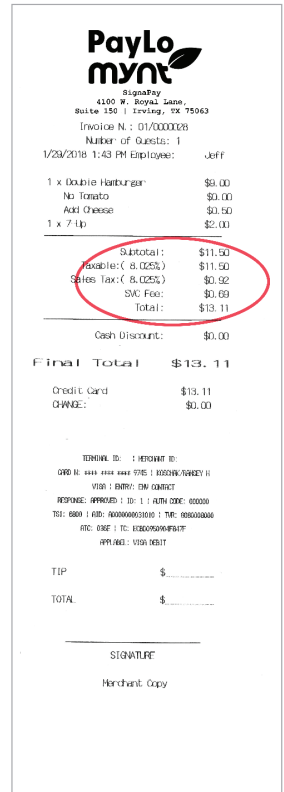 PayLo
mynt
SignaPay
4100 W. Royal Lane,
Suite 150 | Irving, TX 75063
Invoice N.: 01/0000028
Number of Guests: 1
1/29/2018 1:43 PM Employee: Jeff
1 x Double Hamburger $9.00
No Tomato $0.00
Add Cheese $0.50
1 x 7-Up $2.00
Subtotal: $11.50
Taxable:( 8.025%) $11.50
Sales Tax:( 8.025%) $0.92
SVC Fee: $0.69
Total: $13.11
Cash Discount: $0.00
Final Total $13.11
Credit Card $13.11
CHANGE: $0.00
TERMINAL ID: | MERCHANT ID:
CARD N: **** **** **** 9745 |
VISA | ENTRY: EMV CONTACT
RESPONSE: APPROVED | ID: 1 | AUTH CODE: 000000
TSI: 6800 | AID: A0000000031010 | TVR: 8080008000
ATC: 036F | TC:
APPLABEL: VISA DEBIT
TIP $
TOTAL $
SIGNATURE
Merchant Copy